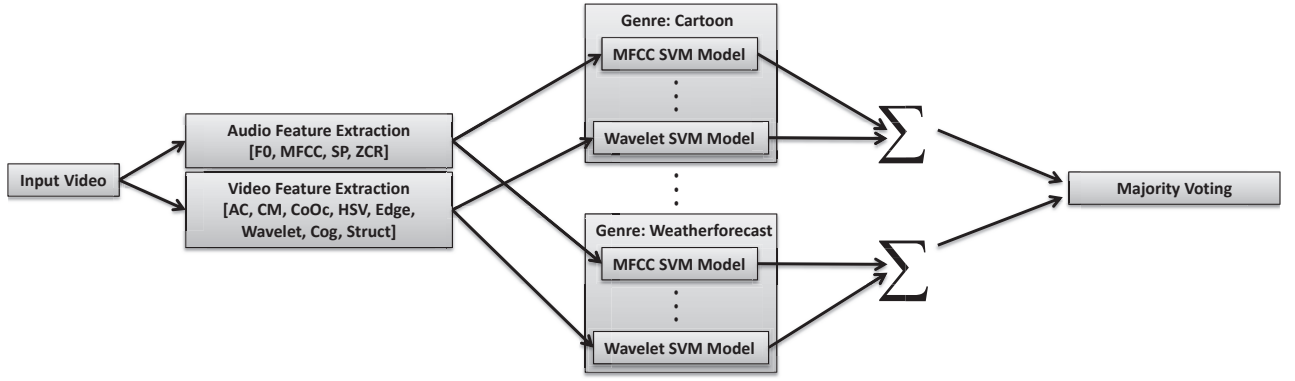 Input Video
Audio Feature Extraction
[F0, MFCC, SP, ZCR]
Video Feature Extraction
[AC, CM, CoOc, HSV, Edge,
Wavelet, Cog, Struct]
Genre: Cartoon
MFCC SVM Model
Wavelet SVM Model
Genre: Weatherforecast
MFCC SVM Model
Wavelet SVM Model
∑
∑
Majority Voting